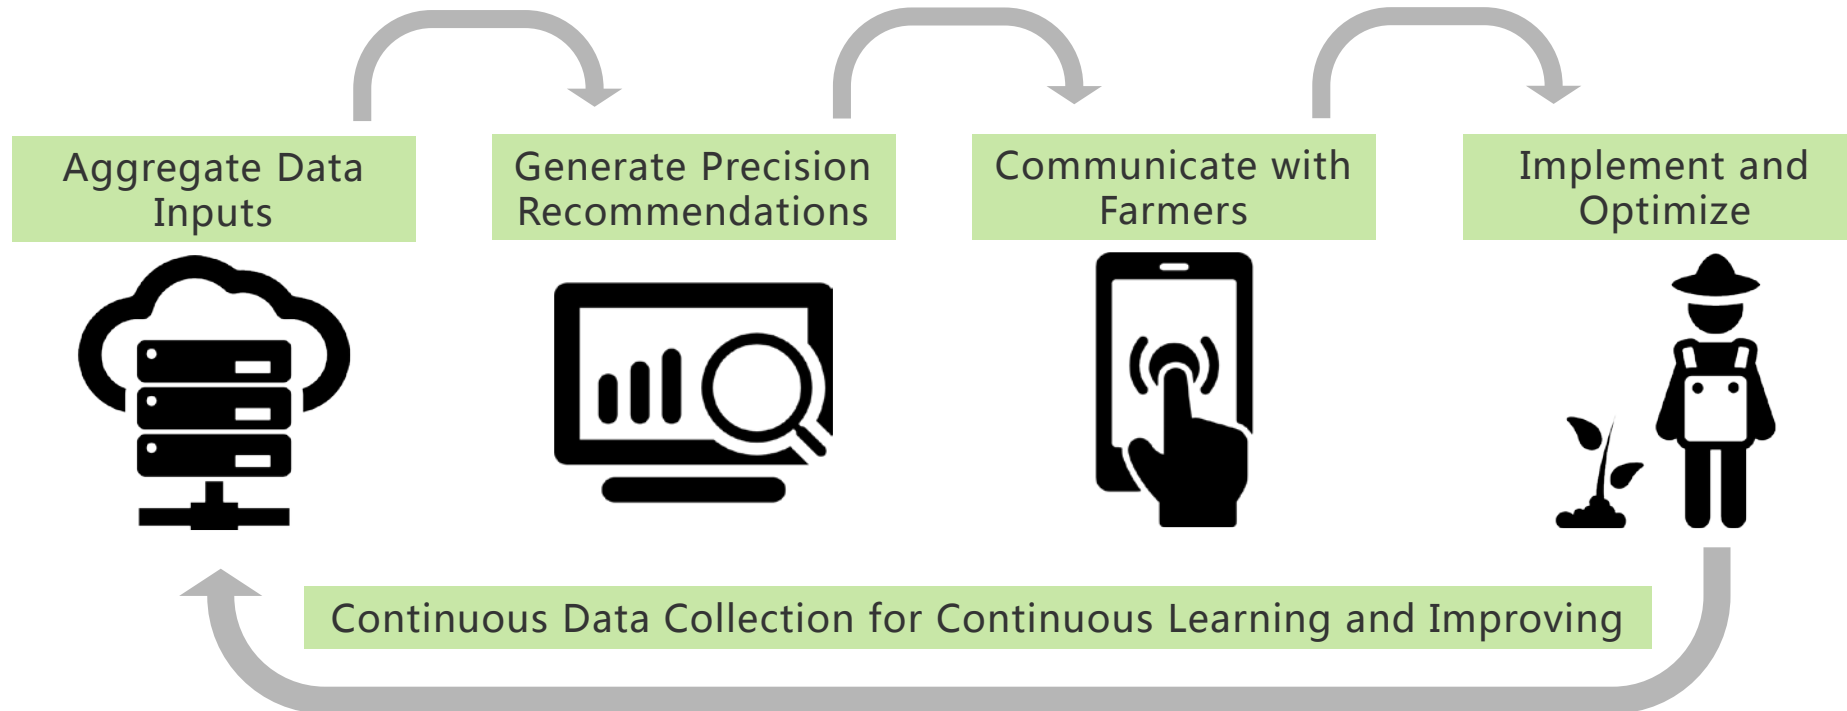 Aggregate Data
Inputs
Generate Precision
Recommendations
Communicate with
Farmers
Implement and
Optimize
Continuous Data Collection for Continuous Learning and Improving